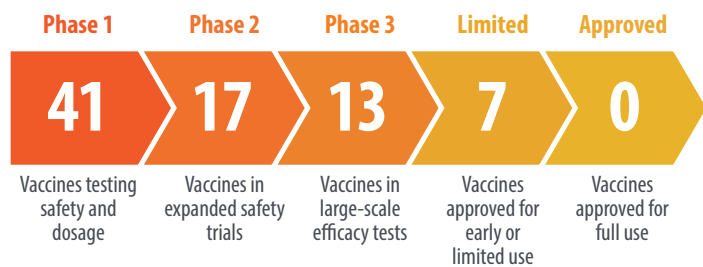 Phase 1
Phase 2
Phase 3
Limited
Approved
41
17
13
7
0
Vaccines testing
safety and
dosage
Vaccines in
expanded safety
trials
Vaccines in
large-scale
efficacy tests
Vaccines
approved for
early or
limited use
Vaccines
approved for
full use